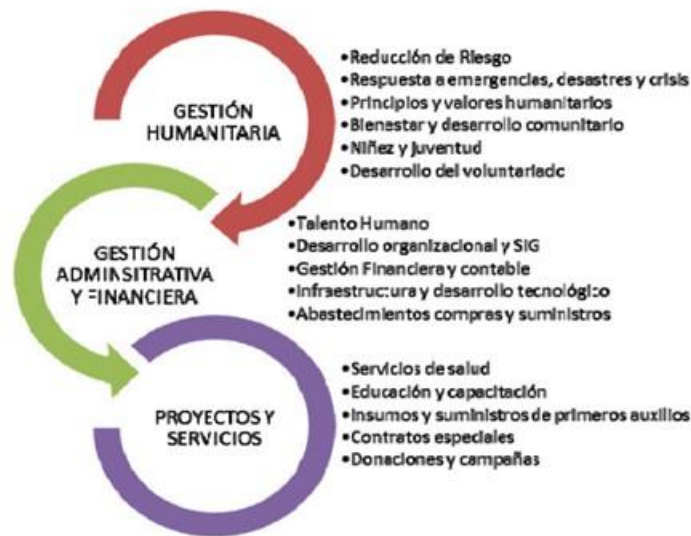 GESTIÓN
HUMANITARIA
•Reducción de Riesgo
•Respuesta a emergencias, desastres y crisis
•Principios y valores humanitarios
•Bienestar y desarrollo comunitario
•Niñez y juventud
•Desarrollo del voluntariado
GESTIÓN
ADMINSITRATIVA
Y FINANCIERA
•Talento Humano
•Desarrollo organizacional y SIG
•Gestión Financiera y contable
•Infraestructura y desarrollo tecnológico
•Abastecimientos compras y suministros
PROYECTOS Y
SERVICIOS
•Servicios de salud
•Educación y capacitación
•Insumos y suministros de primeros auxilios
•Contratos especiales
•Donaciones y campañas